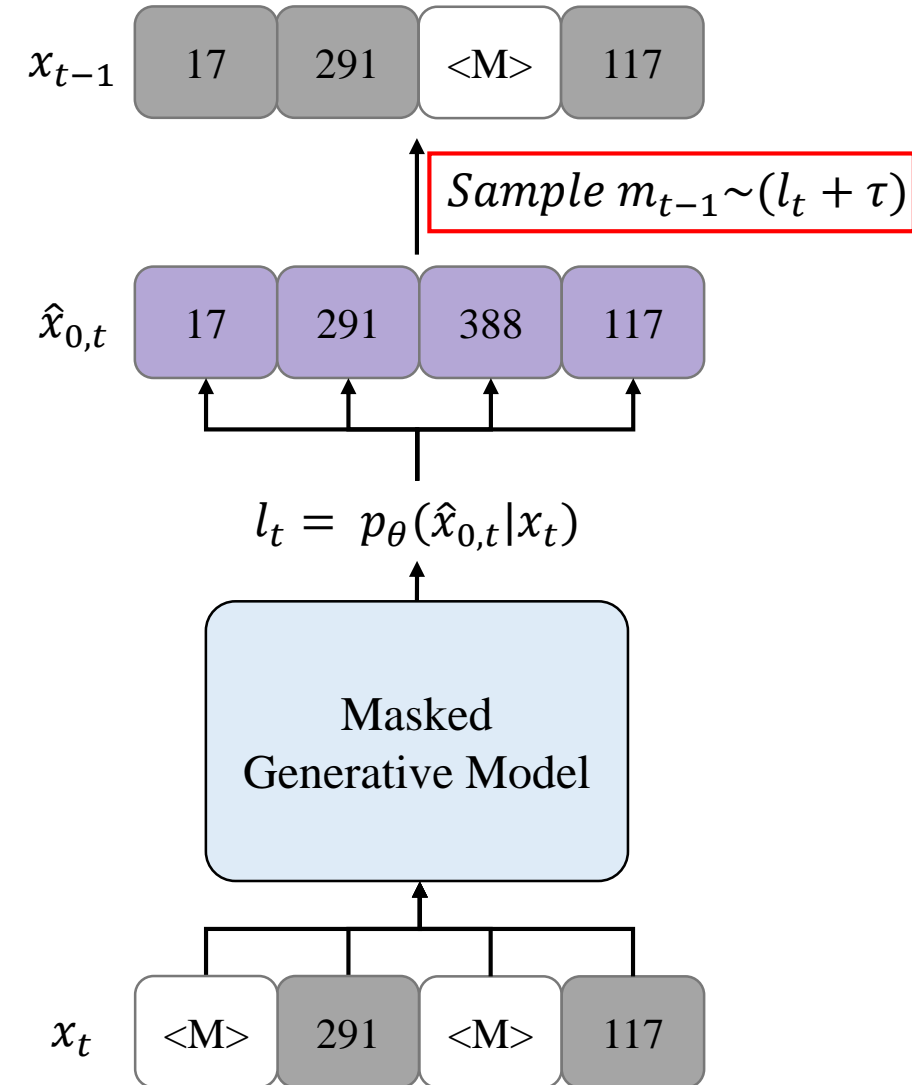 x_{t−1} 17 291 <M> 117
Sample m_{t−1}~(l_t + τ)
x̂_{0,t} 17 291 388 117
l_t = p_θ(x̂_{0,t}|x_t)
Masked
Generative Model
x_t <M> 291 <M> 117